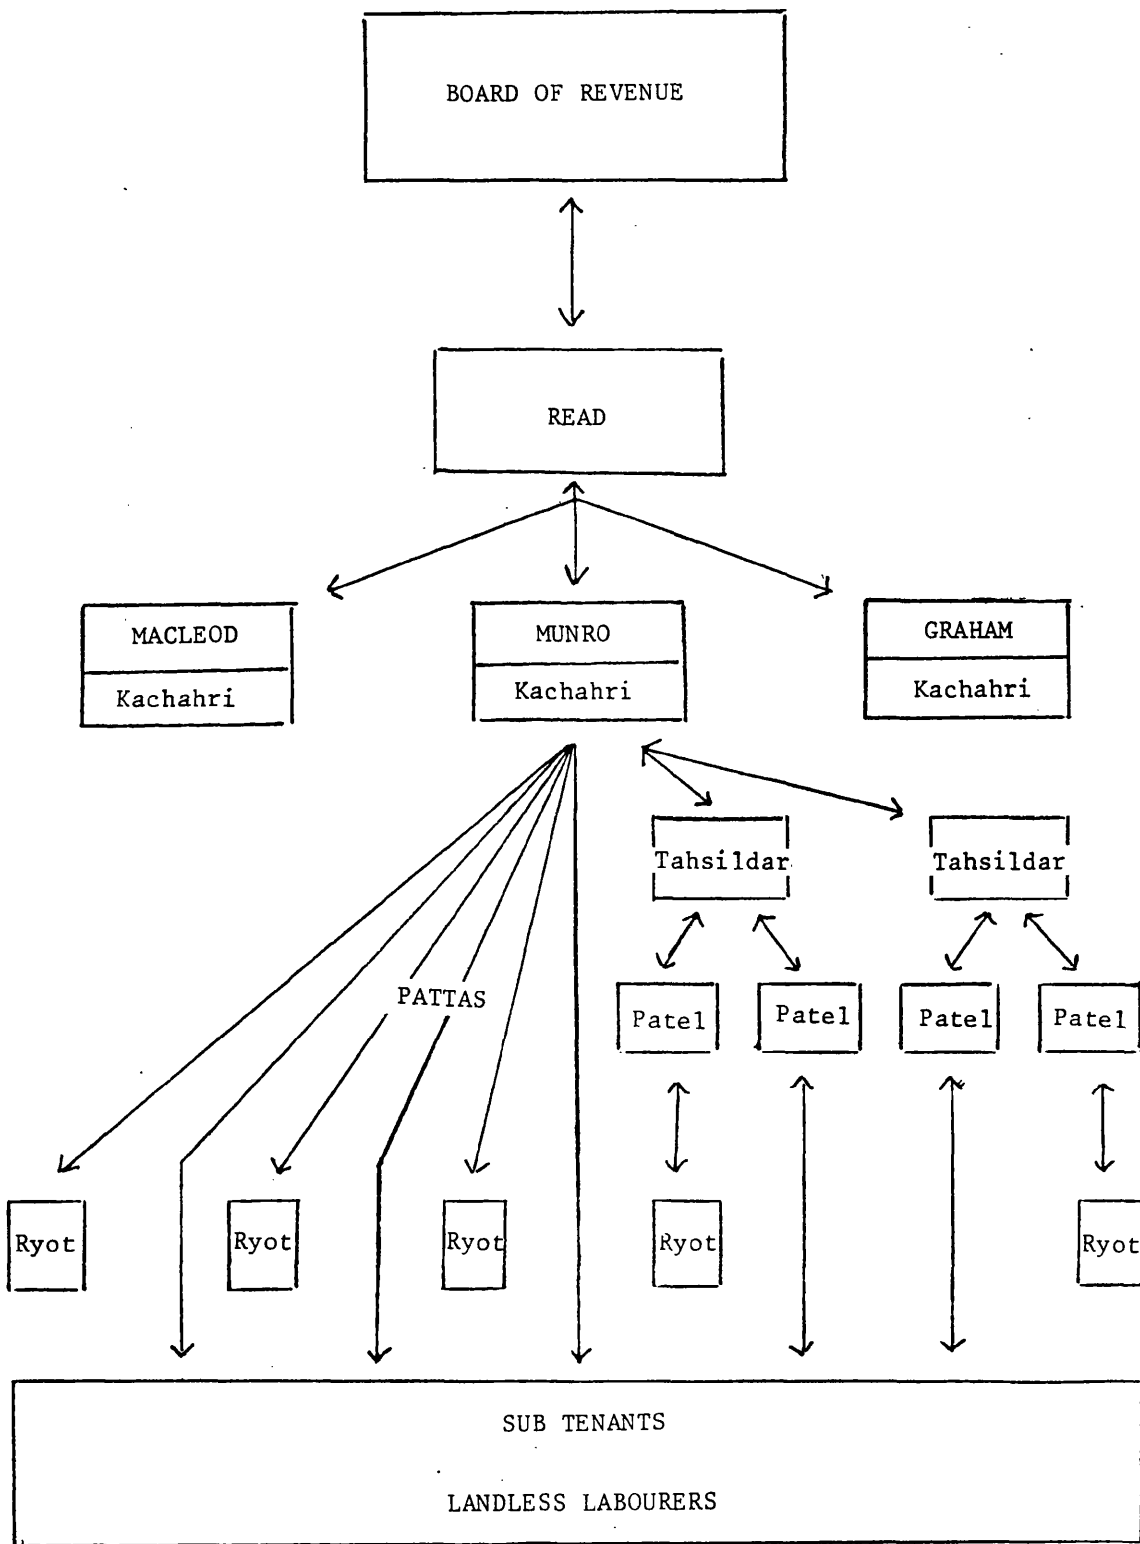 BOARD OF REVENUE
READ
MACLEOD
Kachahri
MUNRO
Kachahri
GRAHAM
Kachahri
Tahsildar
Tahsildar
PATTAS
Patel
Patel
Patel
Patel
Ryot
Ryot
Ryot
Ryot
Ryot
SUB TENANTS
LANDLESS LABOURERS